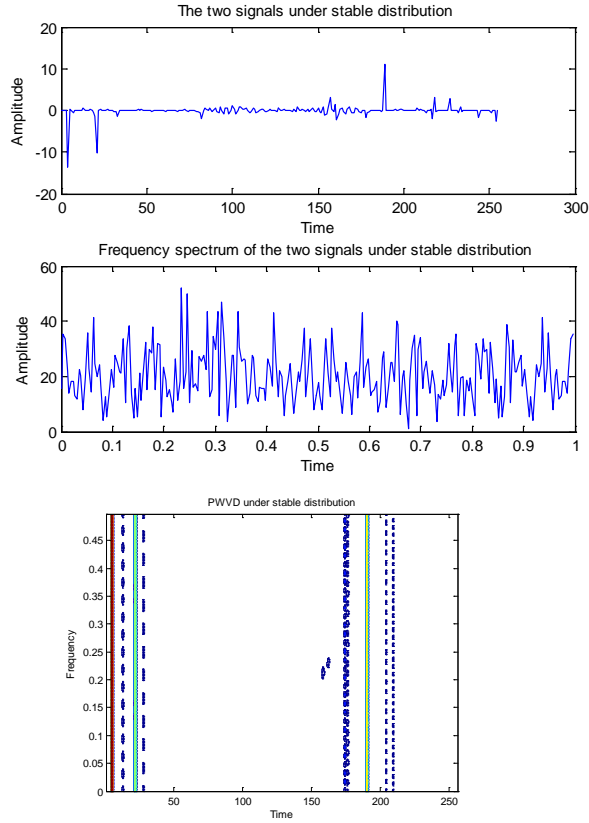 The two signals under stable distribution
20
10
0
-10
-20
Amplitude
0 50 100 150 200 250 300
Time
Frequency spectrum of the two signals under stable distribution
60
40
20
0
Amplitude
0 0.1 0.2 0.3 0.4 0.5 0.6 0.7 0.8 0.9 1
Time
PWVD under stable distribution
0.45
0.4
0.35
0.3
0.25
0.2
0.15
0.1
0.05
0
Frequency
50 100 150 200 250
Time